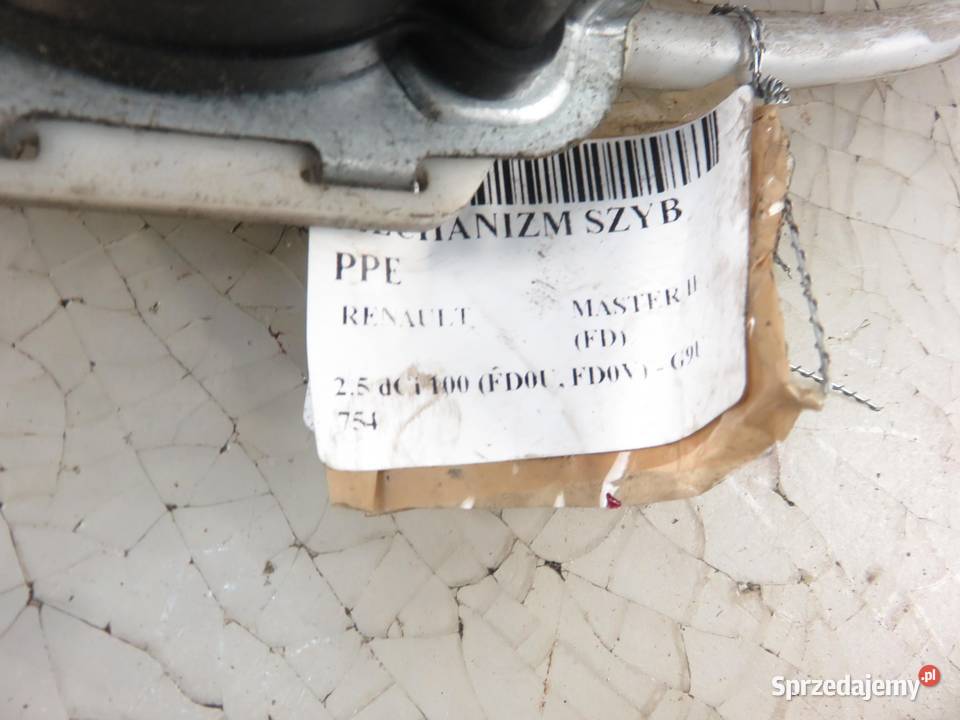 MECHANIZM SZYB
PPE
RENAULT MASTER II
(FD)
2.5 dCi 100 (FD0U, FD0V) - G9U
754
Sprzedajemy.pl